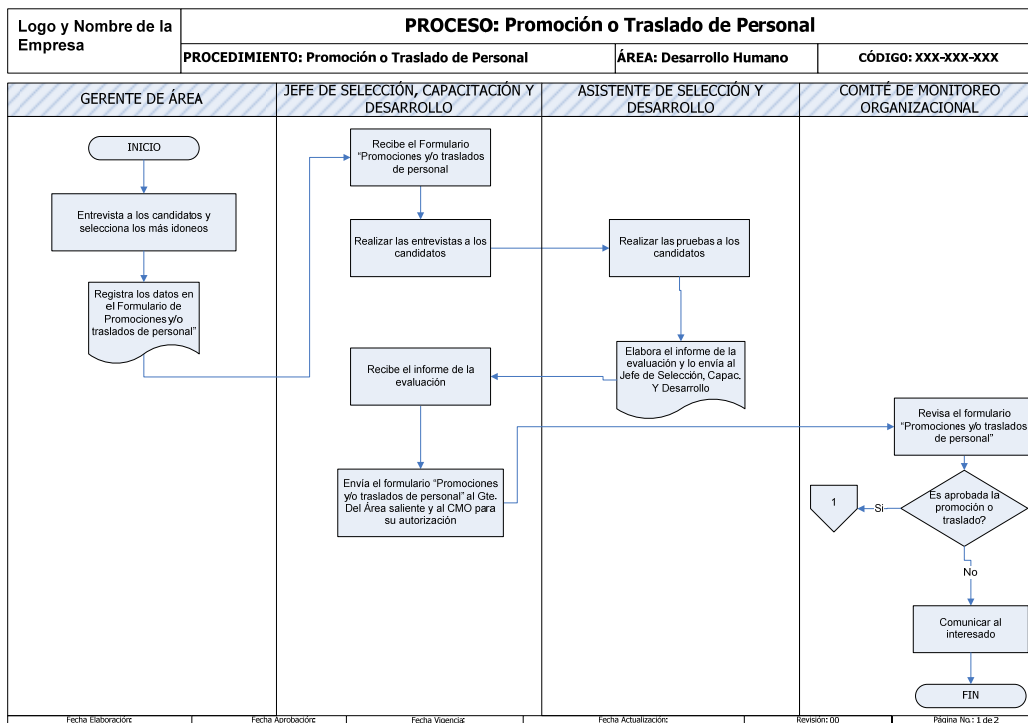 Logo y Nombre de la
Empresa
PROCESO: Promoción o Traslado de Personal
PROCEDIMIENTO: Promoción o Traslado de Personal
ÁREA: Desarrollo Humano
CÓDIGO: XXX-XXX-XXX
GERENTE DE ÁREA
JEFE DE SELECCIÓN, CAPACITACIÓN Y
DESARROLLO
ASISTENTE DE SELECCIÓN Y
DESARROLLO
COMITÉ DE MONITOREO
ORGANIZACIONAL
INICIO
Entrevista a los candidatos y
selecciona los más idoneos
Registra los datos en
el Formulario de
Promociones y/o
traslados de personal"
Recibe el Formulario
"Promociones y/o traslados
de personal
Realizar las entrevistas a los
candidatos
Realizar las pruebas a los
candidatos
Elabora el informe de la
evaluación y lo envía al
Jefe de Selección, Capac.
Y Desarrollo
Recibe el informe de la
evaluación
Envía el formulario "Promociones
y/o traslados de personal" al Gte.
Del Área saliente y al CMO para
su autorización
Revisa el formulario
"Promociones y/o traslados
de personal"
Es aprobada la
promoción o
traslado?
Si
1
No
Comunicar al
interesado
FIN
Fecha Elaboración:
Fecha Aprobación:
Fecha Vigencia:
Fecha Actualización:
Revisión: 00
Página No.: 1 de 2